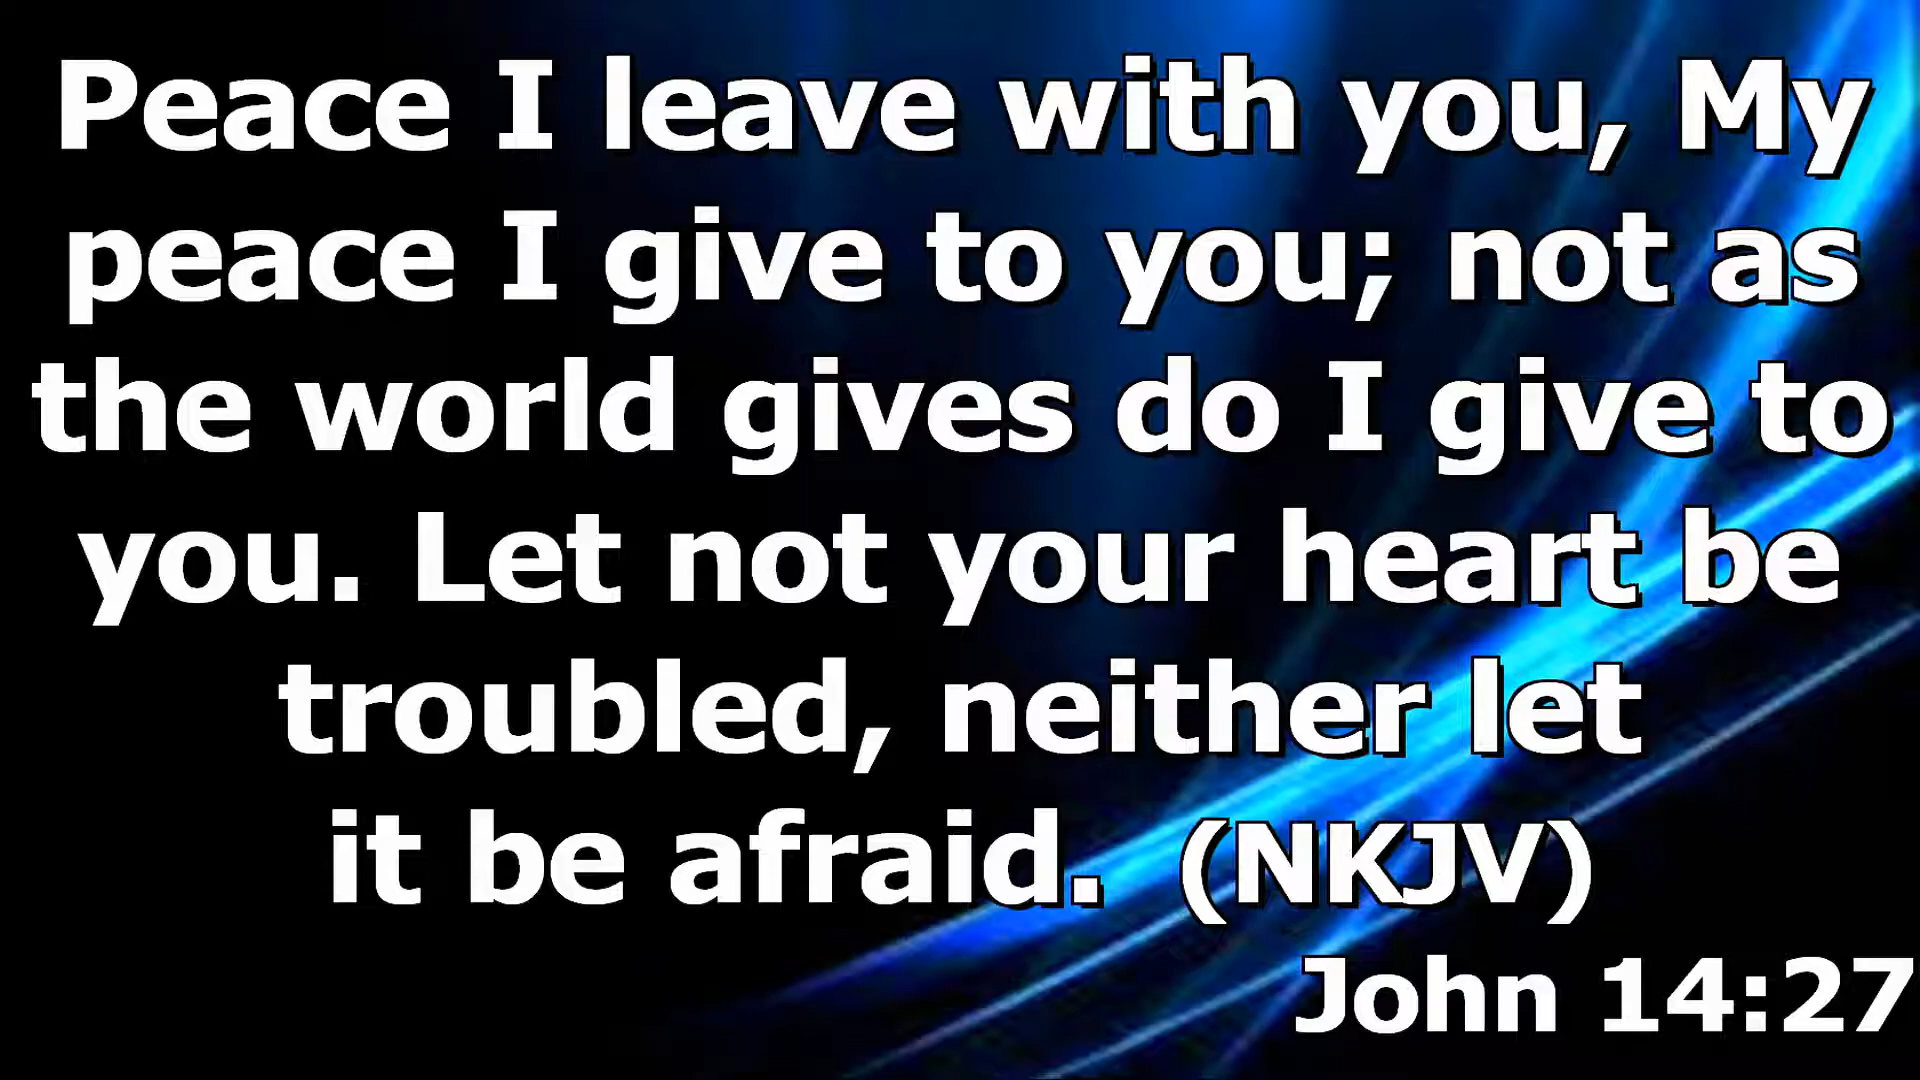 Peace I leave with you, My
peace I give to you; not as
the world gives do I give to
you. Let not your heart be
troubled, neither let
it be afraid.  (NKJV)
John 14:27